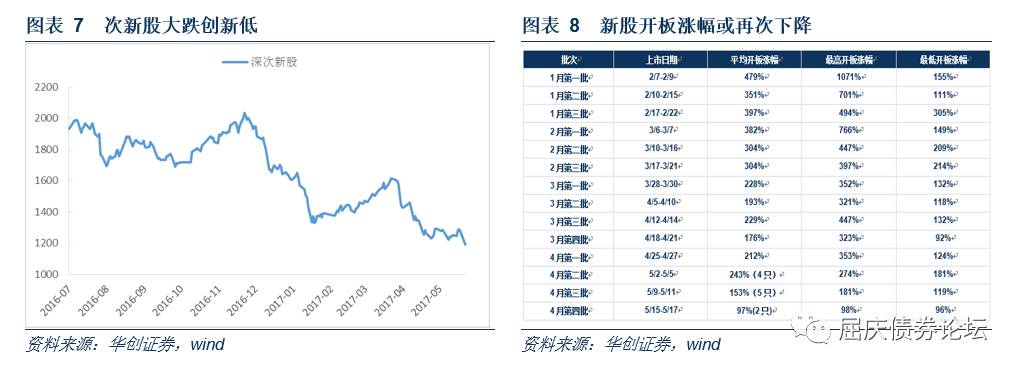 图表 7 次新股大跌创新低
深次新股
2200
2000
1800
1600
1400
1200
1000
2016-07
2016-08
2016-09
2016-10
2016-11
2016-12
2017-01
2017-02
2017-03
2017-04
2017-05
资料来源：华创证券，wind
图表 8 新股开板涨幅或再次下降
批次 上市日期 平均开板涨幅 最高开板涨幅 最低开板涨幅
1月第一批 2/7-2/9 479% 1071% 155%
1月第二批 2/10-2/15 351% 701% 111%
1月第三批 2/17-2/22 397% 494% 305%
2月第一批 3/6-3/7 382% 766% 149%
2月第二批 3/10-3/16 304% 447% 209%
2月第三批 3/17-3/21 304% 397% 214%
3月第一批 3/28-3/30 228% 352% 132%
3月第二批 4/5-4/10 193% 321% 118%
3月第三批 4/12-4/14 229% 447% 132%
3月第四批 4/18-4/21 176% 323% 92%
4月第一批 4/25-4/27 212% 353% 124%
4月第二批 5/2-5/5 243%（4只） 274% 181%
4月第三批 5/9-5/11 153%（5只） 181% 119%
4月第四批 5/15-5/17 97%(2只) 98% 96%
资料来源：华创证券，wind
屈庆债券论坛